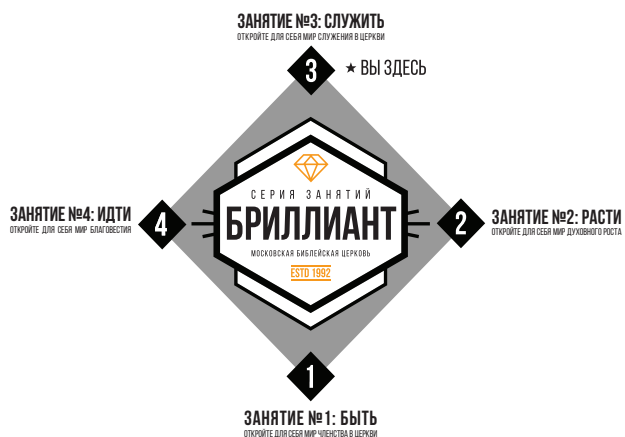 ЗАНЯТИЕ №3: СЛУЖИТЬ
ОТКРОЙТЕ ДЛЯ СЕБЯ МИР СЛУЖЕНИЯ В ЦЕРКВИ
3
★ ВЫ ЗДЕСЬ
ЗАНЯТИЕ №4: ИДТИ
ОТКРОЙТЕ ДЛЯ СЕБЯ МИР БЛАГОВЕСТИЯ
4
СЕРИЯ ЗАНЯТИЙ
БРИЛЛИАНТ
МОСКОВСКАЯ БИБЛЕЙСКАЯ ЦЕРКОВЬ
ESTD 1992
2
ЗАНЯТИЕ №2: РАСТИ
ОТКРОЙТЕ ДЛЯ СЕБЯ МИР ДУХОВНОГО РОСТА
1
ЗАНЯТИЕ №1: БЫТЬ
ОТКРОЙТЕ ДЛЯ СЕБЯ МИР ЧЛЕНСТВА В ЦЕРКВИ